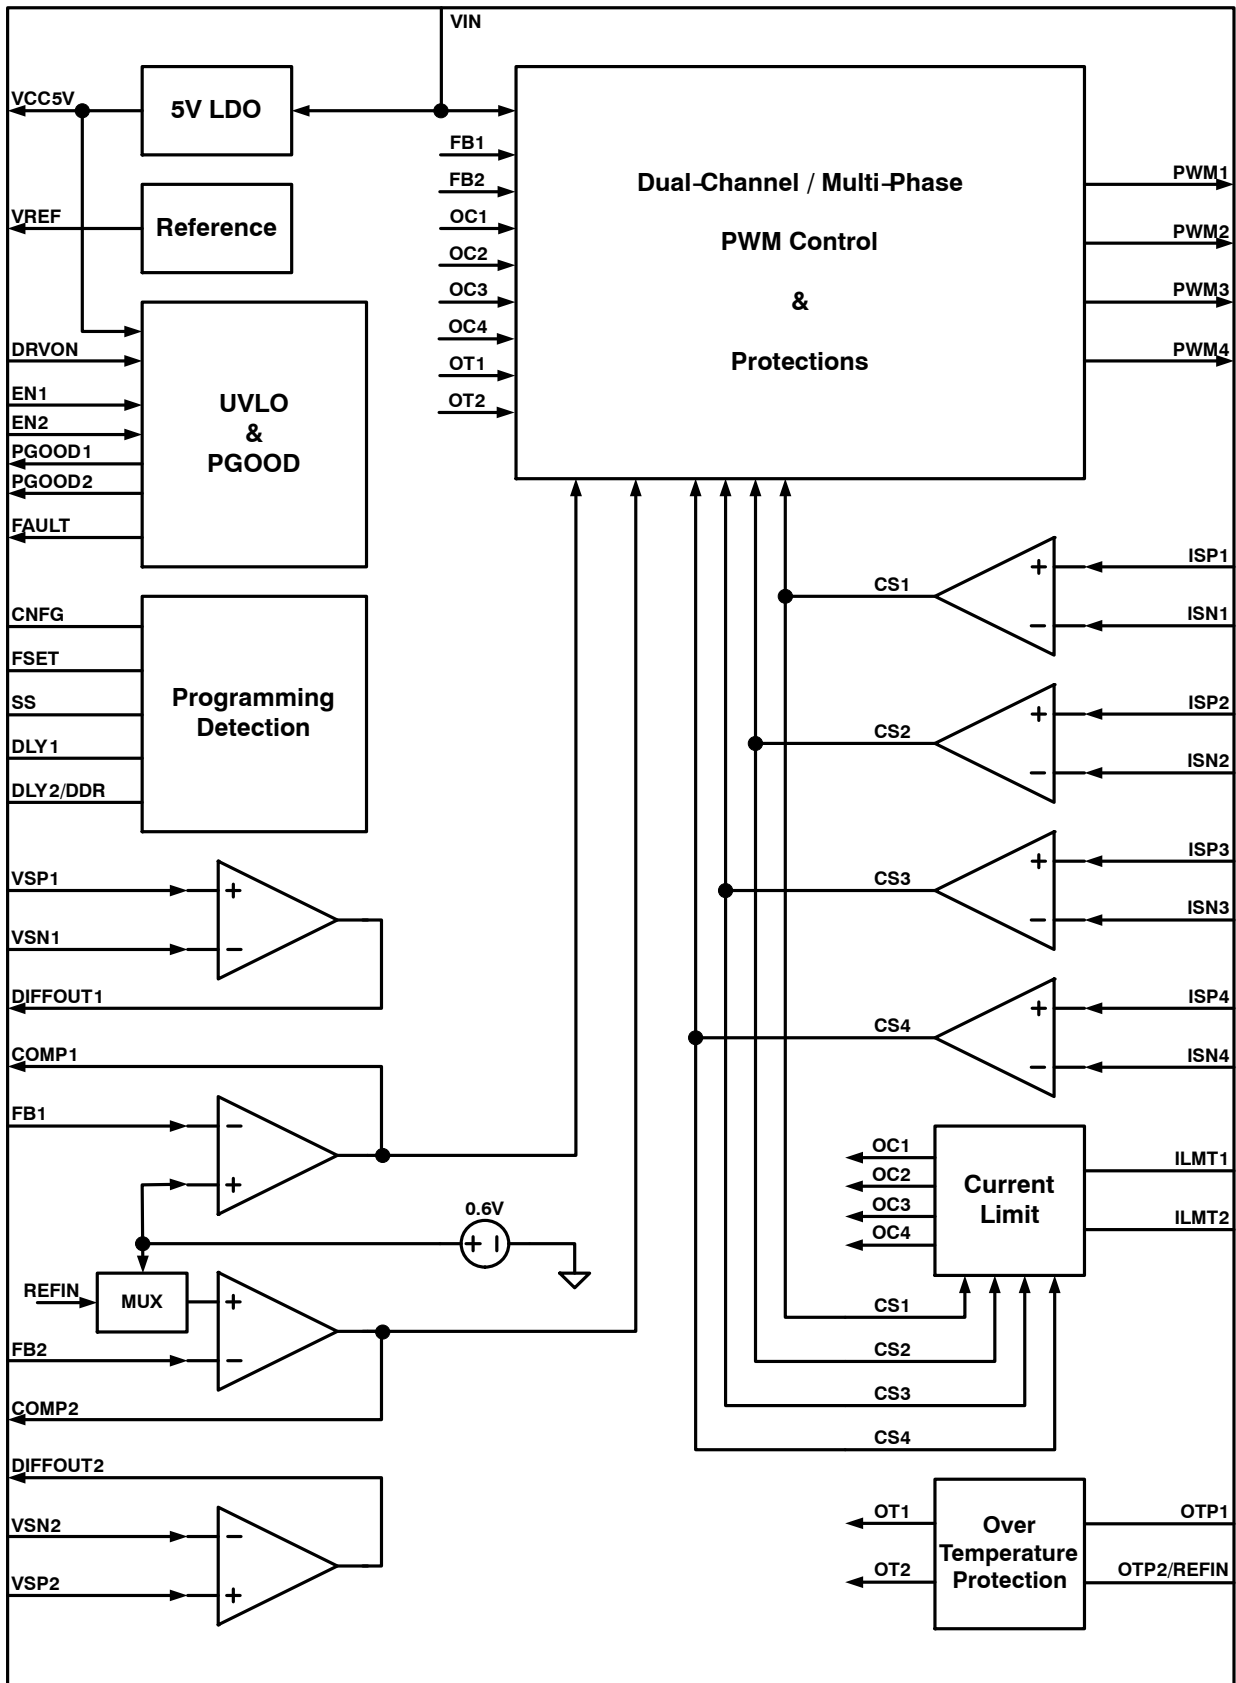 VIN
VCC5V
5V LDO
VREF
Reference
DRVON
EN1
EN2
PGOOD1
PGOOD2
FAULT
UVLO
&
PGOOD
CNFG
FSET
SS
DLY1
DLY2/DDR
Programming
Detection
FB1
FB2
OC1
OC2
OC3
OC4
OT1
OT2
Dual-Channel / Multi-Phase
PWM Control
&
Protections
PWM1
PWM2
PWM3
PWM4
VSP1
+
VSN1
−
DIFFOUT1
COMP1
FB1
−
+
0.6V
+ −
REFIN
MUX
+
FB2
−
COMP2
DIFFOUT2
VSN2
−
VSP2
+
CS1
+
ISP1
−
ISN1
CS2
+
ISP2
−
ISN2
CS3
+
ISP3
−
ISN3
CS4
+
ISP4
−
ISN4
OC1
OC2
OC3
OC4
Current
Limit
ILMT1
ILMT2
CS1
CS2
CS3
CS4
OT1
OT2
Over
Temperature
Protection
OTP1
OTP2/REFIN